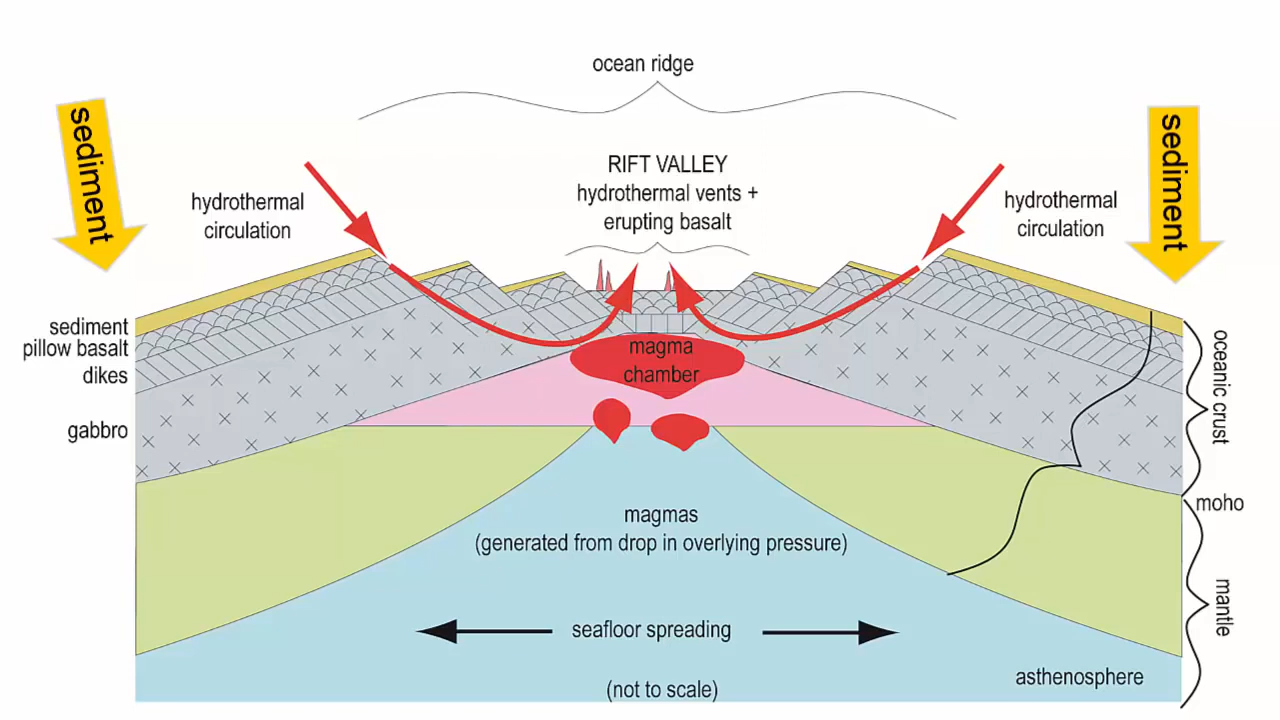 ocean ridge
sediment
sediment
RIFT VALLEY
hydrothermal vents +
erupting basalt
hydrothermal
circulation
hydrothermal
circulation
sediment
pillow basalt
dikes
gabbro
magma
chamber
oceanic crust
moho
magmas
(generated from drop in overlying pressure)
mantle
seafloor spreading
asthenosphere
(not to scale)